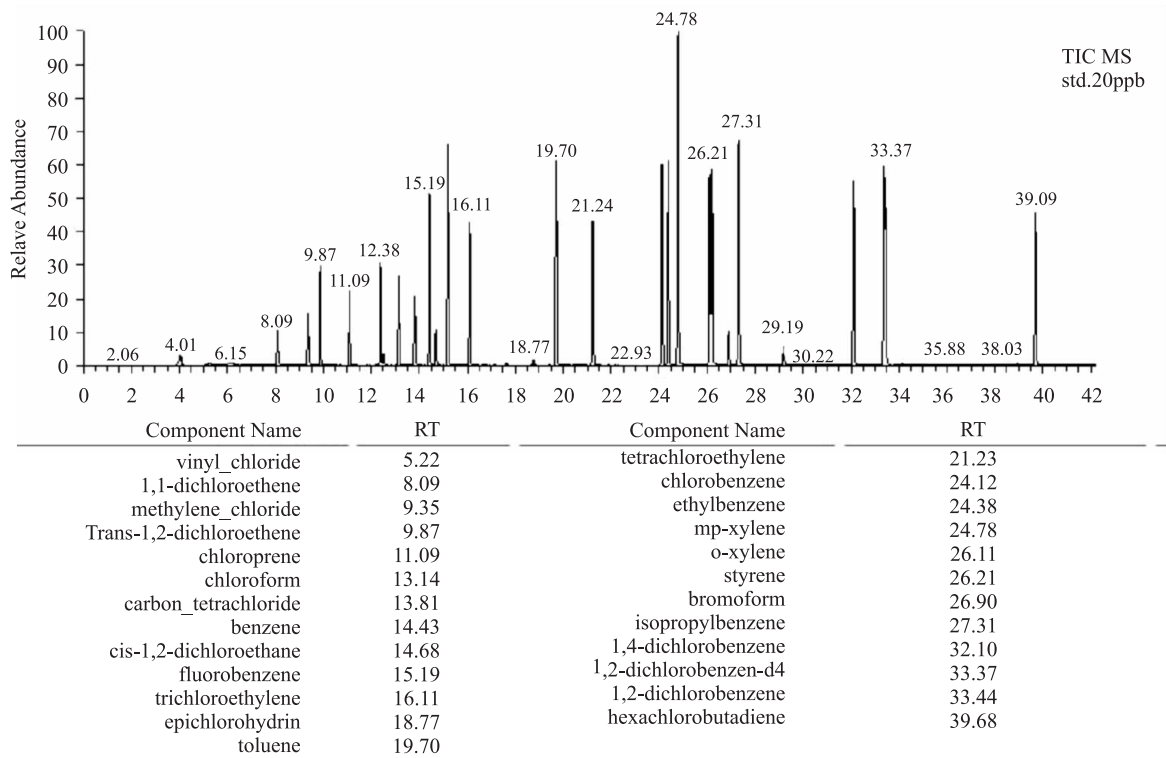 24.78
100
TIC MS
90
std.20ppb
80
27.31
70
19.70
26.21
33.37
60
15.19
50
16.11
21.24
39.09
40
9.87
12.38
30
11.09
20
8.09
10
2.06
4.01
6.15
18.77
22.93
29.19
30.22
35.88
38.03
0
Relave Abundance
0 2 4 6 8 10 12 14 16 18 20 22 24 26 28 30 32 34 36 38 40 42
Component Name RT Component Name RT
vinyl_chloride 5.22 tetrachloroethylene 21.23
1,1-dichloroethene 8.09 chlorobenzene 24.12
methylene_chloride 9.35 ethylbenzene 24.38
Trans-1,2-dichloroethene 9.87 mp-xylene 24.78
chloroprene 11.09 o-xylene 26.11
chloroform 13.14 styrene 26.21
carbon_tetrachloride 13.81 bromoform 26.90
benzene 14.43 isopropylbenzene 27.31
cis-1,2-dichloroethane 14.68 1,4-dichlorobenzene 32.10
fluorobenzene 15.19 1,2-dichlorobenzen-d4 33.37
trichloroethylene 16.11 1,2-dichlorobenzene 33.44
epichlorohydrin 18.77 hexachlorobutadiene 39.68
toluene 19.70